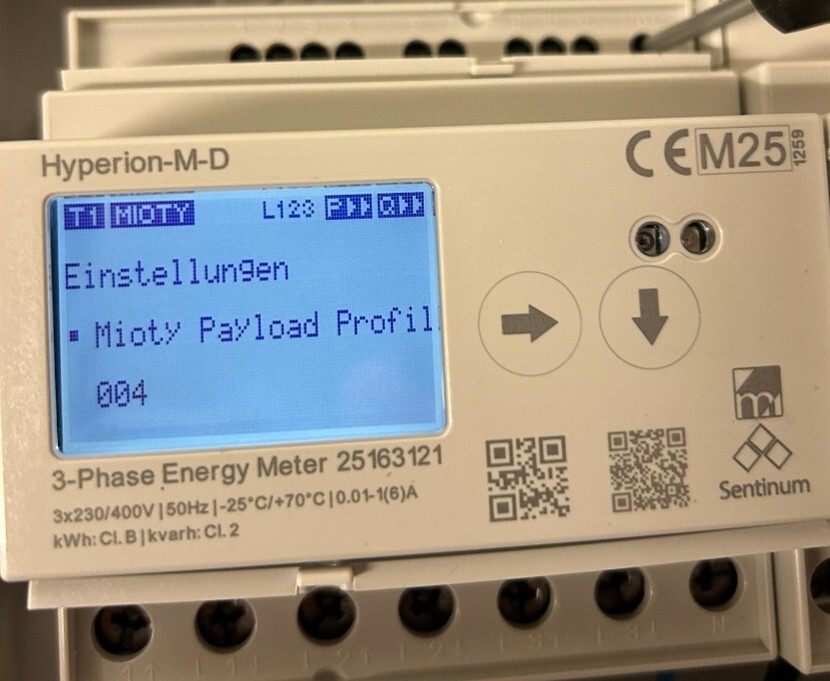 Hyperion-M-D
CE M25 1259
T1 MIOTY L123 P Q
Einstellungen
Mioty Payload Profil
004
3-Phase Energy Meter 25163121
3x230/400V | 50Hz | -25°C/+70°C | 0.01-1(6)A
kWh: Cl. B | kvarh: Cl. 2
Sentinum
N